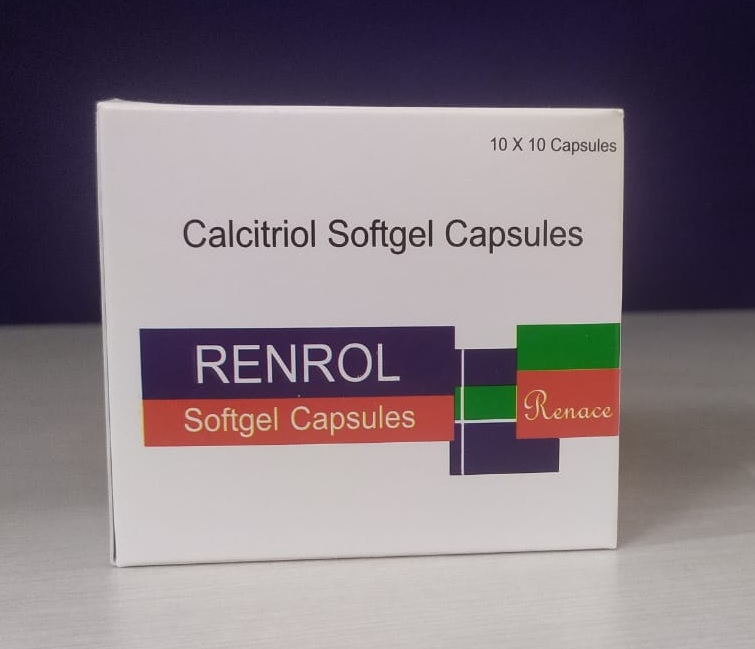 10 X 10 Capsules
Calcitriol Softgel Capsules
RENROL
Softgel Capsules
Renace